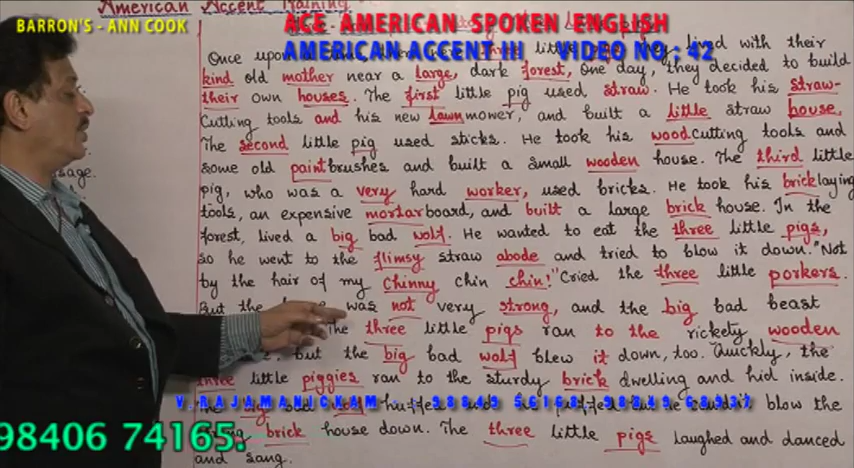 American Accent Training
BARRON'S - ANN COOK
ACE AMERICAN SPOKEN ENGLISH
AMERICAN ACCENT III VIDEO NO : 42
Once upon a little they lived with their
kind old mother near a large, dark forest, One day, they decided to build
their own houses. The first little pig used straw. He took his straw-
Cutting tools and his new lawnmower, and built a little straw house.
The second little pig used sticks. He took his woodcutting tools and
some old paintbrushes and built a small wooden house. The third little
pig, who was a very hard worker, used bricks. He took his bricklaying
tools, an expensive mortarboard, and built a large brick house. In the
forest, lived a big bad wolf. He wanted to eat the three little pigs,
so he went to the flimsy straw abode and tried to blow it down. "Not
by the hair of my chinny chin chin!" Cried the three little porkers.
But the was not very strong, and the big bad beast
The three little pigs ran to the rickety wooden
but the big bad wolf blew it down, too. Quickly, the
three little piggies ran to the sturdy brick dwelling and hid inside.
V. RAJAMANICKAM
blow the
98406 74165.
brick house down. The three little pigs laughed and danced
and sang.